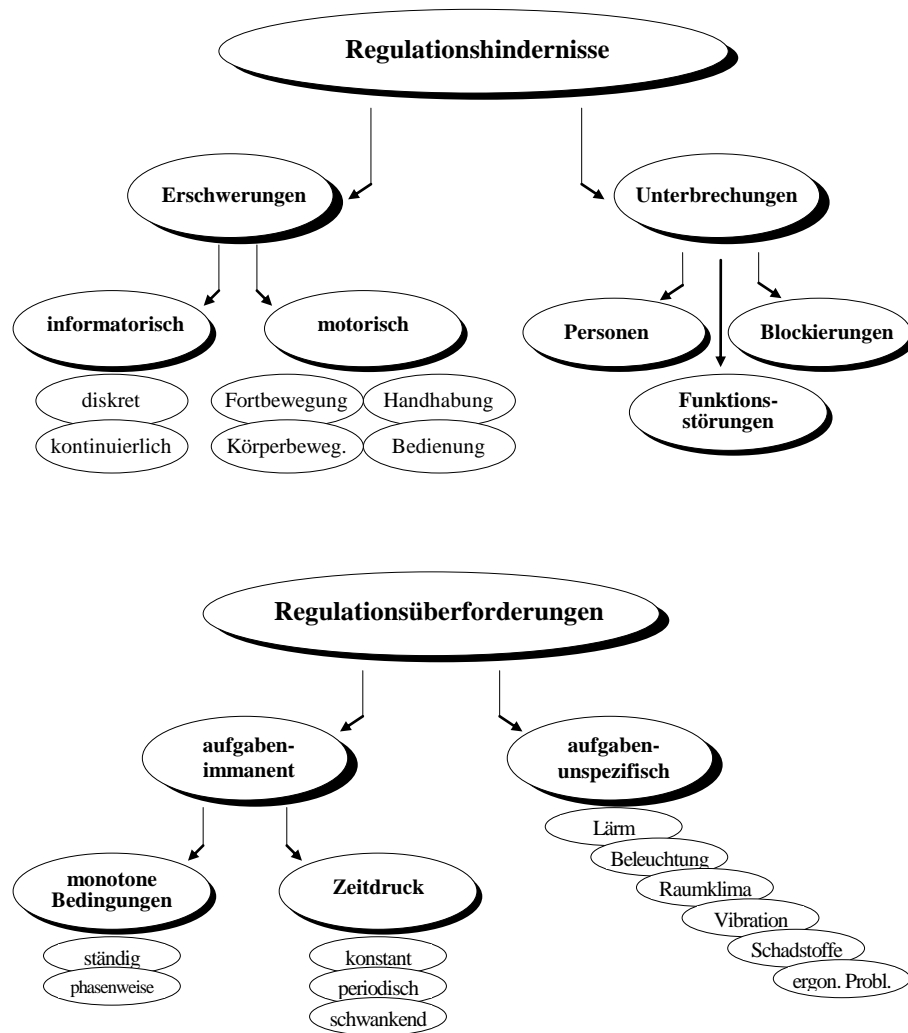 Regulationshindernisse
Erschwerungen
Unterbrechungen
informatorisch
motorisch
Personen
Blockierungen
diskret
Fortbewegung
Handhabung
Funktions-
störungen
kontinuierlich
Körperbeweg.
Bedienung
Regulationsüberforderungen
aufgaben-
immanent
aufgaben-
unspezifisch
Lärm
Beleuchtung
Raumklima
Vibration
Schadstoffe
ergon. Probl.
monotone
Bedingungen
Zeitdruck
ständig
phasenweise
konstant
periodisch
schwankend